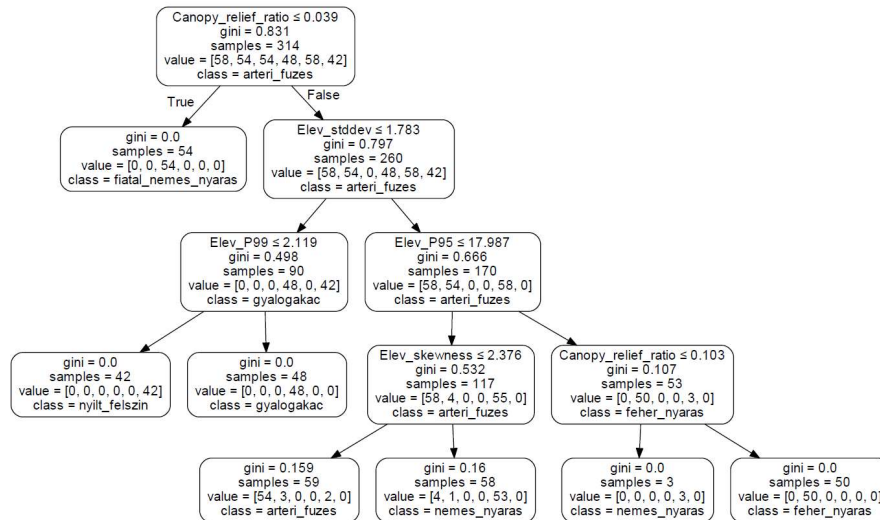 Canopy_relief_ratio ≤ 0.039
gini = 0.831
samples = 314
value = [58, 54, 54, 48, 58, 42]
class = arteri_fuzes
True
False
gini = 0.0
samples = 54
value = [0, 0, 54, 0, 0, 0]
class = fiatal_nemes_nyaras
Elev_stddev ≤ 1.783
gini = 0.797
samples = 260
value = [58, 54, 0, 48, 58, 42]
class = arteri_fuzes
Elev_P99 ≤ 2.119
gini = 0.498
samples = 90
value = [0, 0, 0, 48, 0, 42]
class = gyalogakac
Elev_P95 ≤ 17.987
gini = 0.666
samples = 170
value = [58, 54, 0, 0, 58, 0]
class = arteri_fuzes
gini = 0.0
samples = 42
value = [0, 0, 0, 0, 0, 42]
class = nyilt_felszin
gini = 0.0
samples = 48
value = [0, 0, 0, 48, 0, 0]
class = gyalogakac
Elev_skewness ≤ 2.376
gini = 0.532
samples = 117
value = [58, 4, 0, 0, 55, 0]
class = arteri_fuzes
Canopy_relief_ratio ≤ 0.103
gini = 0.107
samples = 53
value = [0, 50, 0, 0, 3, 0]
class = feher_nyaras
gini = 0.159
samples = 59
value = [54, 3, 0, 0, 2, 0]
class = arteri_fuzes
gini = 0.16
samples = 58
value = [4, 1, 0, 0, 53, 0]
class = nemes_nyaras
gini = 0.0
samples = 3
value = [0, 0, 0, 0, 3, 0]
class = nemes_nyaras
gini = 0.0
samples = 50
value = [0, 50, 0, 0, 0, 0]
class = feher_nyaras